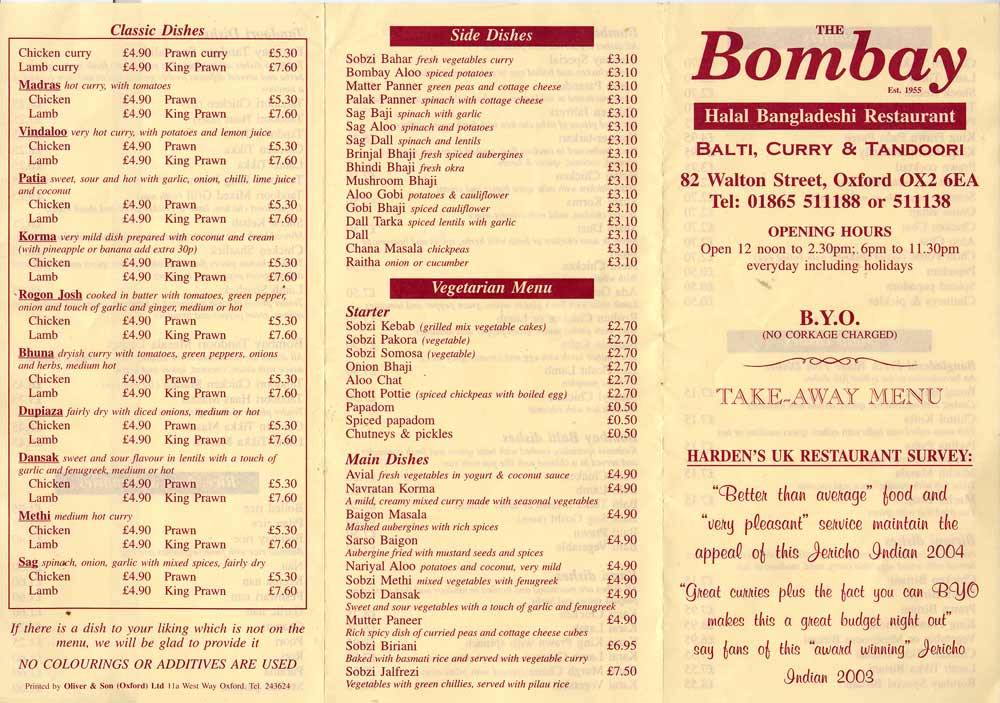 Classic Dishes
Chicken curry £4.90 Prawn curry £5.30
Lamb curry £4.90 King Prawn £7.60
Madras hot curry, with tomatoes
Chicken £4.90 Prawn £5.30
Lamb £4.90 King Prawn £7.60
Vindaloo very hot curry, with potatoes and lemon juice
Chicken £4.90 Prawn £5.30
Lamb £4.90 King Prawn £7.60
Patia sweet, sour and hot with garlic, onion, chilli, lime juice
and coconut
Chicken £4.90 Prawn £5.30
Lamb £4.90 King Prawn £7.60
Korma very mild dish prepared with coconut and cream
(with pineapple or banana add extra 30p)
Chicken £4.90 Prawn £5.30
Lamb £4.90 King Prawn £7.60
Rogon Josh cooked in batter with tomatoes, green pepper,
onion and touch of garlic and ginger, medium or hot
Chicken £4.90 Prawn £5.30
Lamb £4.90 King Prawn £7.60
Bhuna dryish curry with tomatoes, green peppers, onions
and herbs, medium hot
Chicken £4.90 Prawn £5.30
Lamb £4.90 King Prawn £7.60
Dupiaza fairly dry with diced onions, medium or hot
Chicken £4.90 Prawn £5.30
Lamb £4.90 King Prawn £7.60
Dansak sweet and sour flavour in lentils with a touch of
garlic and fenugreek, medium or hot
Chicken £4.90 Prawn £5.30
Lamb £4.90 King Prawn £7.60
Methi medium hot curry
Chicken £4.90 Prawn £5.30
Lamb £4.90 King Prawn £7.60
Sag spinach, onion, garlic with mixed spices, fairly dry
Chicken £4.90 Prawn £5.30
Lamb £4.90 King Prawn £7.60
If there is a dish to your liking which is not on the
menu, we will be glad to provide it
NO COLOURINGS OR ADDITIVES ARE USED
Printed by Oliver & Son (Oxford) Ltd 11a West Way Oxford. Tel. 243624
Side Dishes
Sobzi Bahar fresh vegetables curry £3.10
Bombay Aloo spiced potatoes £3.10
Matter Panner green peas and cottage cheese £3.10
Palak Panner spinach with cottage cheese £3.10
Sag Baji spinach with garlic £3.10
Sag Aloo spinach and potatoes £3.10
Sag Dall spinach and lentils £3.10
Brinjal Bhaji fresh spiced aubergines £3.10
Bhindi Bhaji fresh okra £3.10
Mushroom Bhaji £3.10
Aloo Gobi potatoes & cauliflower £3.10
Gobi Bhaji spiced cauliflower £3.10
Dall Tarka spiced lentils with garlic £3.10
Dall £3.10
Chana Masala chickpeas £3.10
Raitha onion or cucumber £3.10
Vegetarian Menu
Starter
Sobzi Kebab (grilled mix vegetable cakes) £2.70
Sobzi Pakora (vegetable) £2.70
Sobzi Somosa (vegetable) £2.70
Onion Bhaji £2.70
Aloo Chat £2.70
Chott Pottie (spiced chickpeas with boiled egg) £2.70
Papadom £0.50
Spiced papadom £0.50
Chutneys & pickles £0.50
Main Dishes
Avial fresh vegetables in yogurt & coconut sauce £4.90
Navratan Korma £4.90
A mild, creamy mixed curry made with seasonal vegetables
Baigon Masala £4.90
Mashed aubergines with rich spices
Sarso Baigon £4.90
Aubergine fried with mustard seeds and spices
Nariyal Aloo potatoes and coconut, very mild £4.90
Sobzi Methi mixed vegetables with fenugreek £4.90
Sobzi Dansak £4.90
Sweet and sour vegetables with a touch of garlic and fenugreek
Mutter Paneer £4.90
Rich spicy dish of curried peas and cottage cheese cubes
Sobzi Biriani £6.95
Baked with basmati rice and served with vegetable curry
Sobzi Jalfrezi £7.50
Vegetables with green chillies, served with pilau rice
THE
Bombay
Est. 1955
Halal Bangladeshi Restaurant
BALTI, CURRY & TANDOORI
82 Walton Street, Oxford OX2 6EA
Tel: 01865 511188 or 511138
OPENING HOURS
Open 12 noon to 2.30pm; 6pm to 11.30pm
everyday including holidays
B.Y.O.
(NO CORKAGE CHARGED)
TAKE-AWAY MENU
HARDEN'S UK RESTAURANT SURVEY:
"Better than average" food and
"very pleasant" service maintain the
appeal of this Jericho Indian 2004
"Great curries plus the fact you can BYO
makes this a great budget night out"
say fans of this "award winning" Jericho
Indian 2003